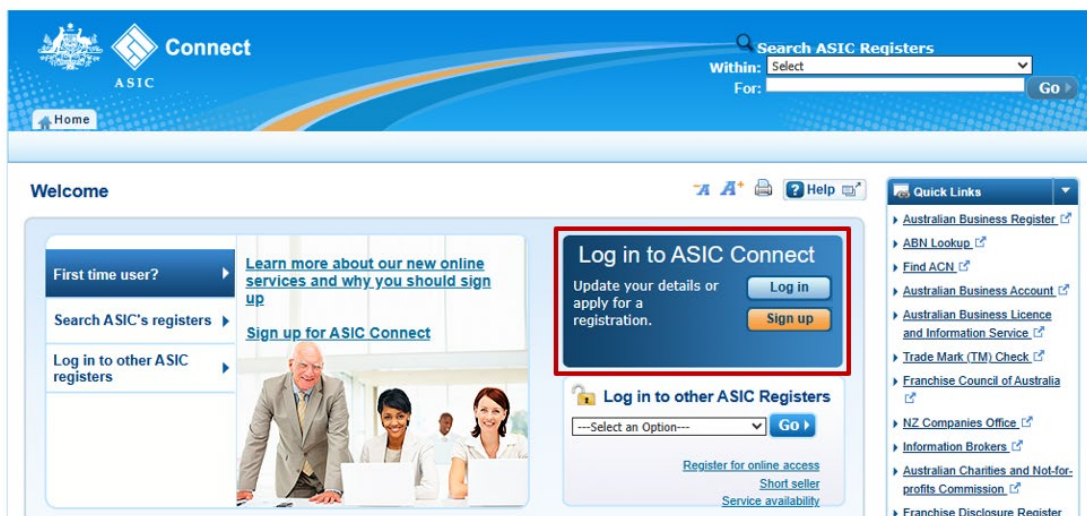 Connect
ASIC
Search ASIC Registers
Within: Select
For: Go
Home
Welcome
-A A+ Help
First time user?
Search ASIC's registers
Log in to other ASIC
registers
Learn more about our new online
services and why you should sign
up
Sign up for ASIC Connect
Log in to ASIC Connect
Update your details or
apply for a
registration.
Log in
Sign up
Log in to other ASIC Registers
---Select an Option--- Go
Register for online access
Short seller
Service availability
Quick Links
Australian Business Register
ABN Lookup
Find ACN
Australian Business Account
Australian Business Licence
and Information Service
Trade Mark (TM) Check
Franchise Council of Australia
NZ Companies Office
Information Brokers
Australian Charities and Not-for-
profits Commission
Franchise Disclosure Register